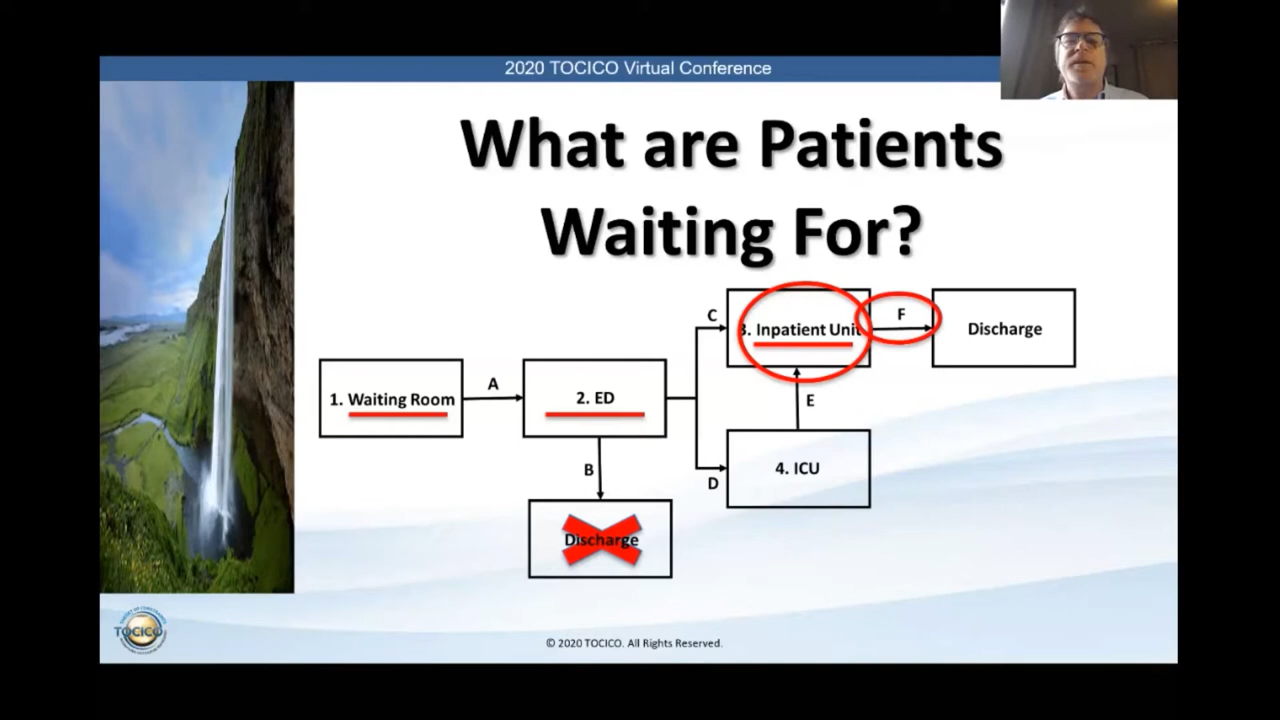 2020 TOCICO Virtual Conference
What are Patients
Waiting For?
C
3. Inpatient Unit
F
Discharge
A
1. Waiting Room
2. ED
E
B
D
4. ICU
Discharge
TOCICO
© 2020 TOCICO. All Rights Reserved.